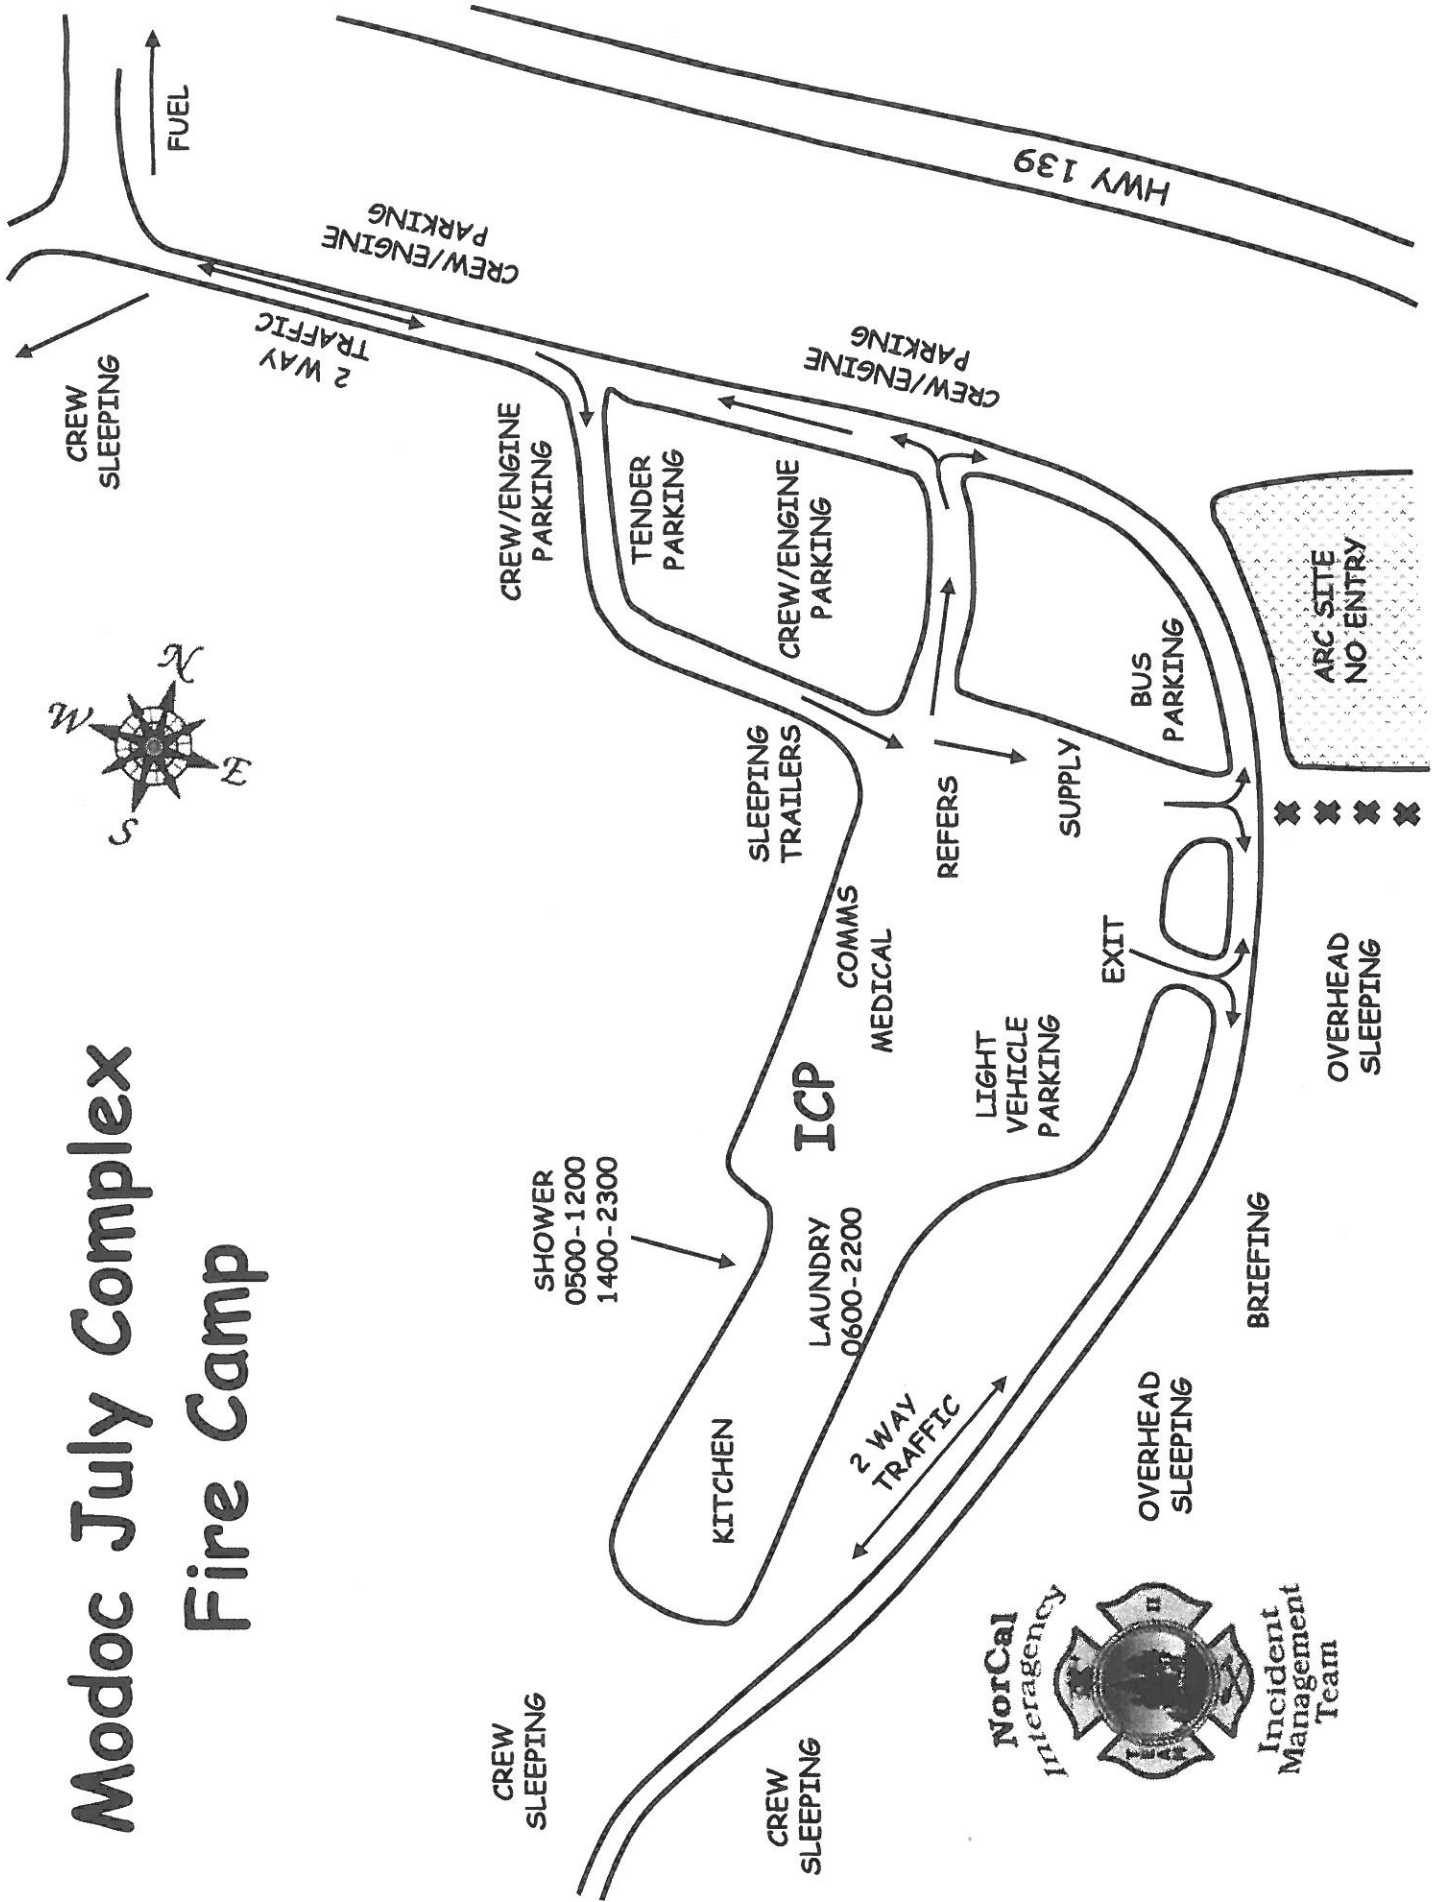 Modoc July Complex
Fire Camp
S
W
N
E
CREW
SLEEPING
FUEL
2 WAY
TRAFFIC
CREW/ENGINE
PARKING
HWY 139
CREW/ENGINE
PARKING
TENDER
PARKING
CREW/ENGINE
PARKING
CREW/ENGINE
PARKING
SHOWER
0500-1200
1400-2300
SLEEPING
TRAILERS
COMMS
MEDICAL
ICP
REFERS
SUPPLY
BUS
PARKING
ARC SITE
NO ENTRY
KITCHEN
LAUNDRY
0600-2200
LIGHT
VEHICLE
PARKING
EXIT
2 WAY
TRAFFIC
CREW
SLEEPING
CREW
SLEEPING
OVERHEAD
SLEEPING
BRIEFING
OVERHEAD
SLEEPING
NorCal
Interagency
TEAM
II
Incident
Management
Team